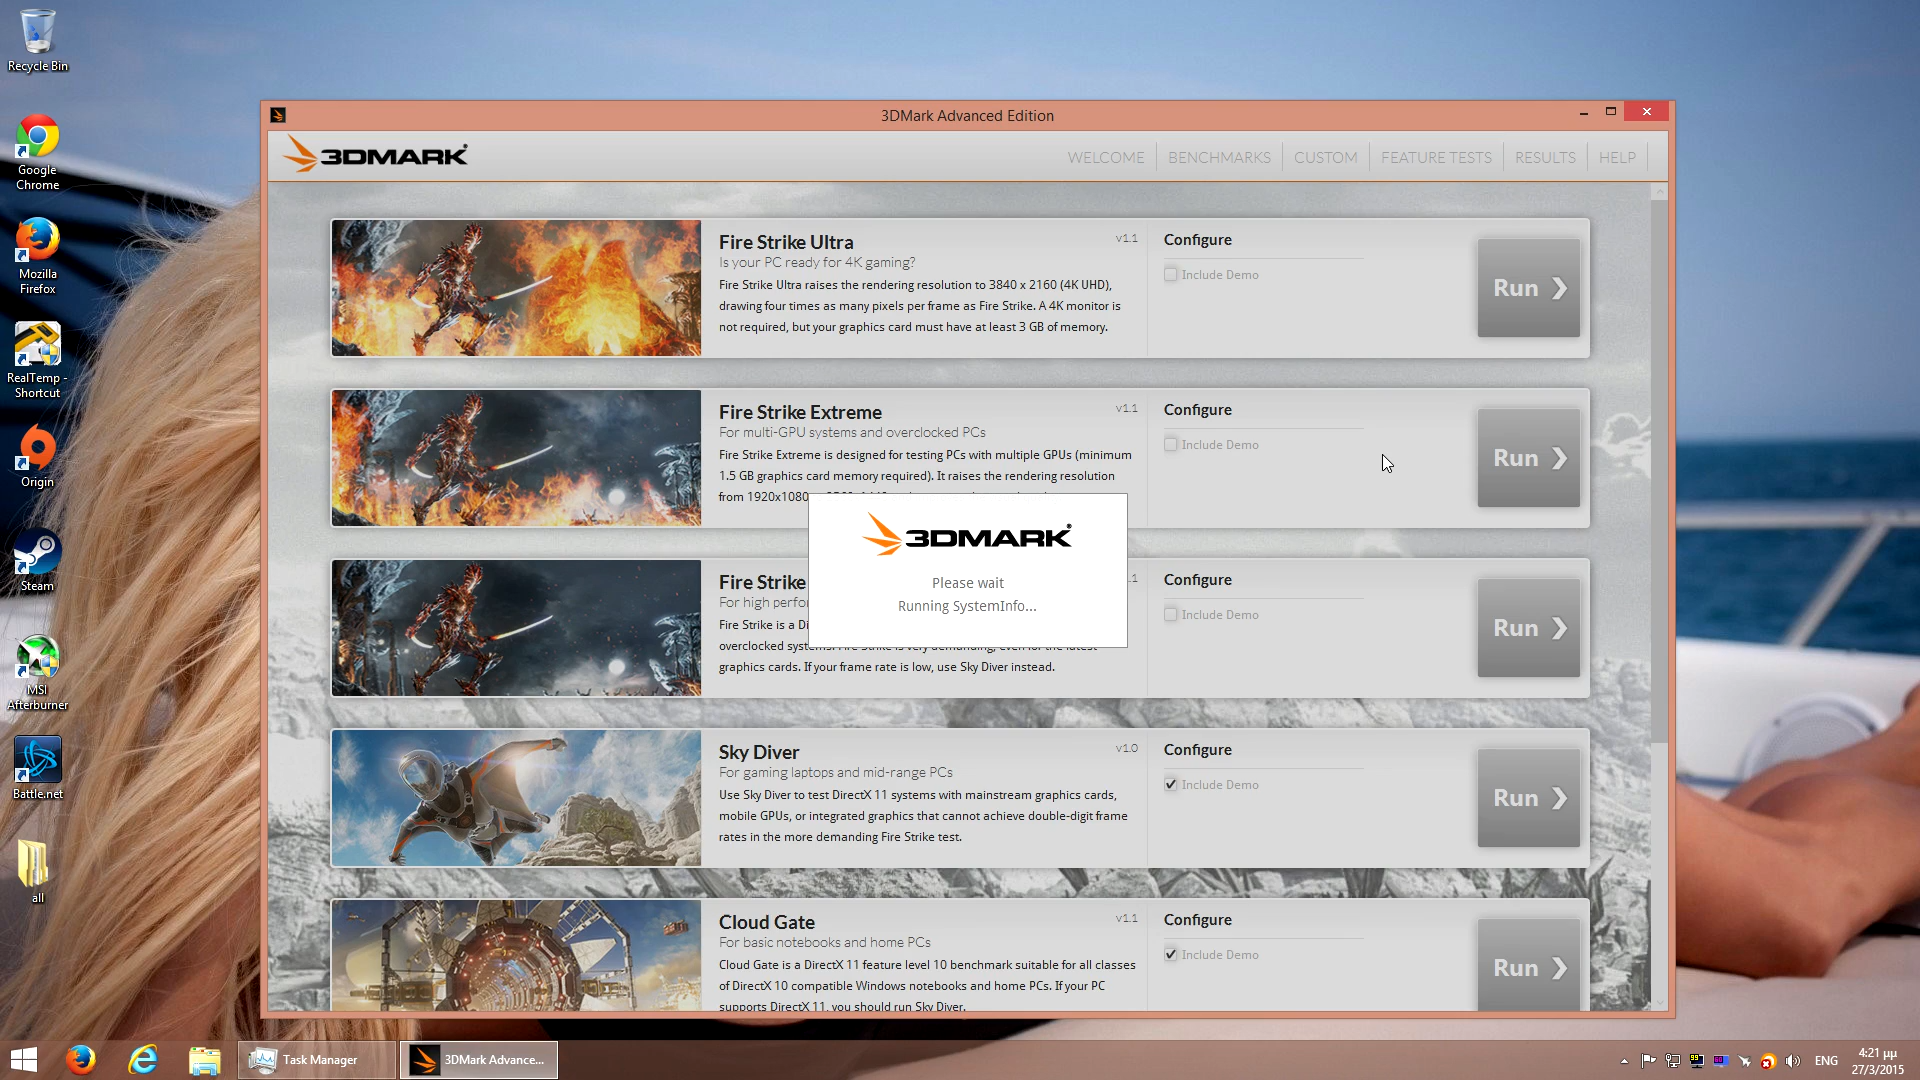 Recycle Bin
Google
Chrome
Mozilla
Firefox
RealTemp -
Shortcut
Origin
Steam
MSI
Afterburner
Battle.net
all
3DMark Advanced Edition
3DMARK
WELCOME
BENCHMARKS
CUSTOM
FEATURE TESTS
RESULTS
HELP
Fire Strike Ultra
v1.1
Is your PC ready for 4K gaming?
Fire Strike Ultra raises the rendering resolution to 3840 x 2160 (4K UHD),
drawing four times as many pixels per frame as Fire Strike. A 4K monitor is
not required, but your graphics card must have at least 3 GB of memory.
Configure
Include Demo
Run
Fire Strike Extreme
v1.1
For multi-GPU systems and overclocked PCs
Fire Strike Extreme is designed for testing PCs with multiple GPUs (minimum
1.5 GB graphics card memory required). It raises the rendering resolution
from 1920x1080
Configure
Include Demo
Run
3DMARK
Please wait
Running SystemInfo...
Fire Strike
.1
For high perfor
Fire Strike is a Di
overclocked systems. Fire Strike is very demanding, even for the latest
graphics cards. If your frame rate is low, use Sky Diver instead.
Configure
Include Demo
Run
Sky Diver
v1.0
For gaming laptops and mid-range PCs
Use Sky Diver to test DirectX 11 systems with mainstream graphics cards,
mobile GPUs, or integrated graphics that cannot achieve double-digit frame
rates in the more demanding Fire Strike test.
Configure
Include Demo
Run
Cloud Gate
v1.1
For basic notebooks and home PCs
Cloud Gate is a DirectX 11 feature level 10 benchmark suitable for all classes
of DirectX 10 compatible Windows notebooks and home PCs. If your PC
supports DirectX 11, you should run Sky Diver.
Configure
Include Demo
Run
Task Manager
3DMark Advance...
ENG
4:21 μμ
27/3/2015